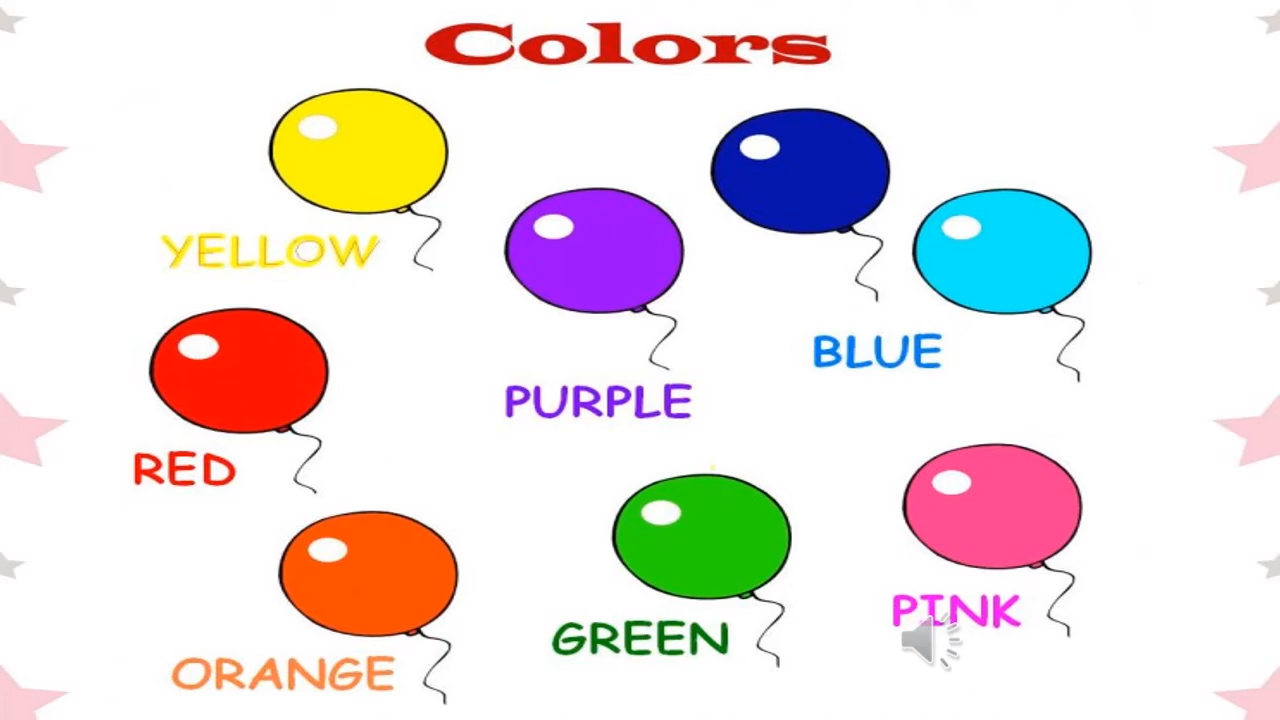 Colors
YELLOW
PURPLE
BLUE
RED
PINK
GREEN
ORANGE